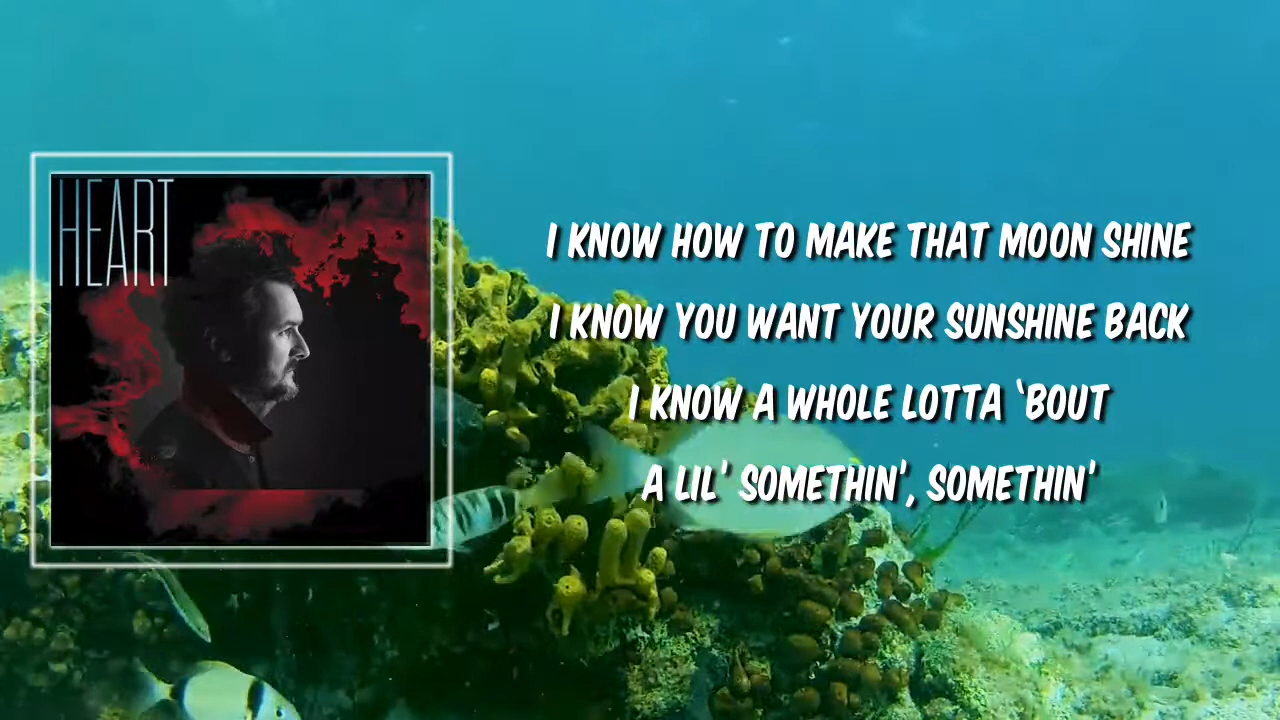 HEART
I KNOW HOW TO MAKE THAT MOON SHINE
I KNOW YOU WANT YOUR SUNSHINE BACK
I KNOW A WHOLE LOTTA ‘BOUT
A LIL’ SOMETHIN’, SOMETHIN’